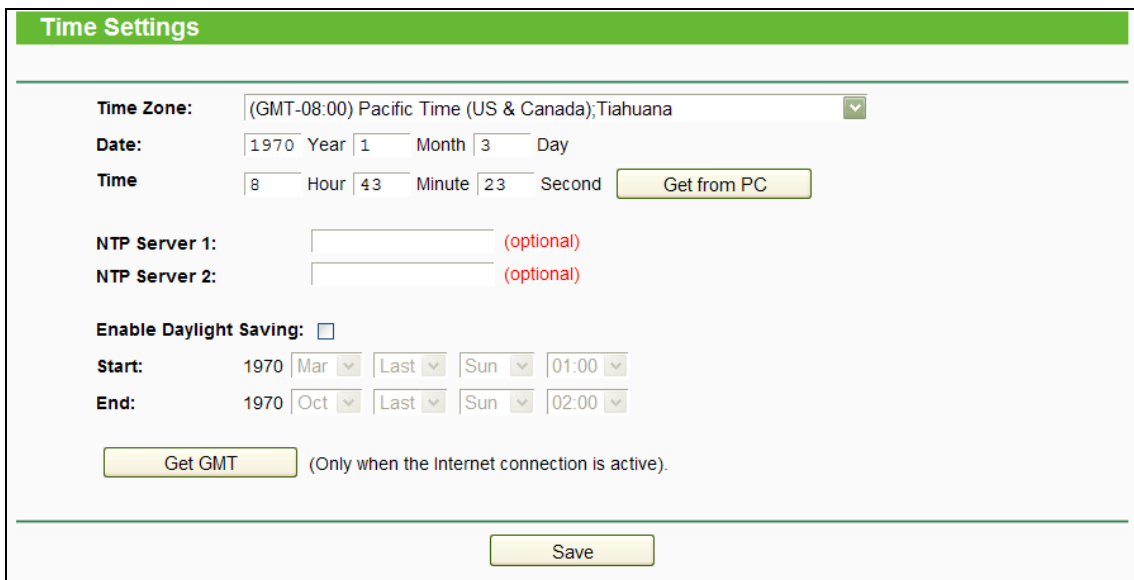 Time Settings
Time Zone: (GMT-08:00) Pacific Time (US & Canada);Tiahuana
Date: 1970 Year 1 Month 3 Day
Time 8 Hour 43 Minute 23 Second Get from PC
NTP Server 1: (optional)
NTP Server 2: (optional)
Enable Daylight Saving:
Start: 1970 Mar Last Sun 01:00
End: 1970 Oct Last Sun 02:00
Get GMT (Only when the Internet connection is active).
Save